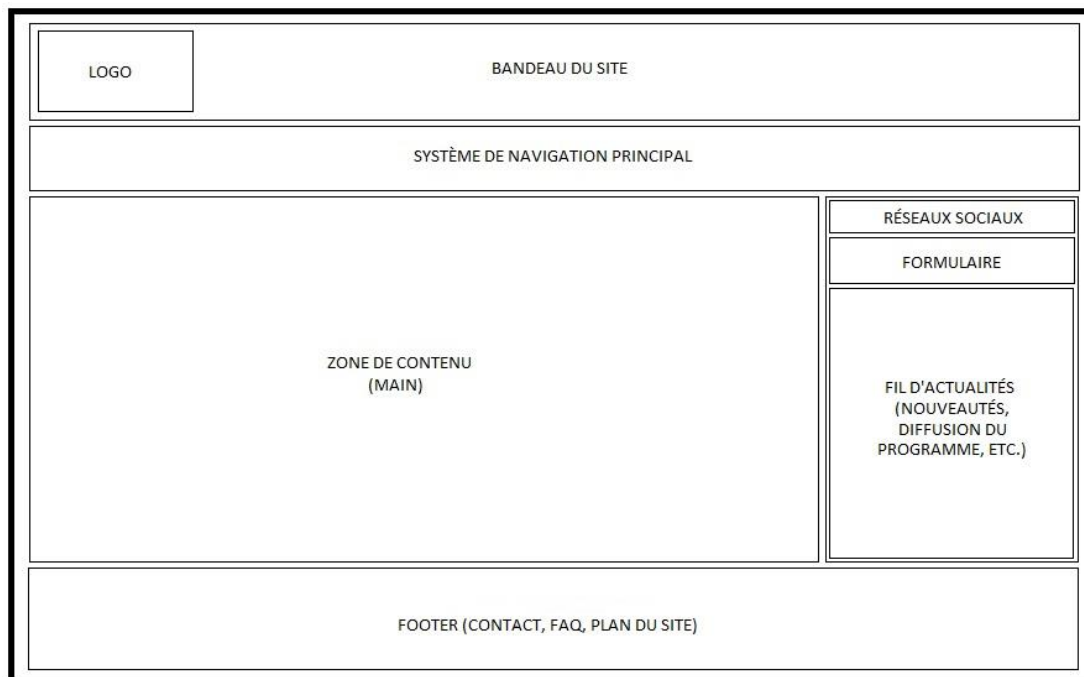 LOGO
BANDEAU DU SITE
SYSTÈME DE NAVIGATION PRINCIPAL
ZONE DE CONTENU
(MAIN)
RÉSEAUX SOCIAUX
FORMULAIRE
FIL D'ACTUALITÉS
(NOUVEAUTÉS,
DIFFUSION DU
PROGRAMME, ETC.)
FOOTER (CONTACT, FAQ, PLAN DU SITE)